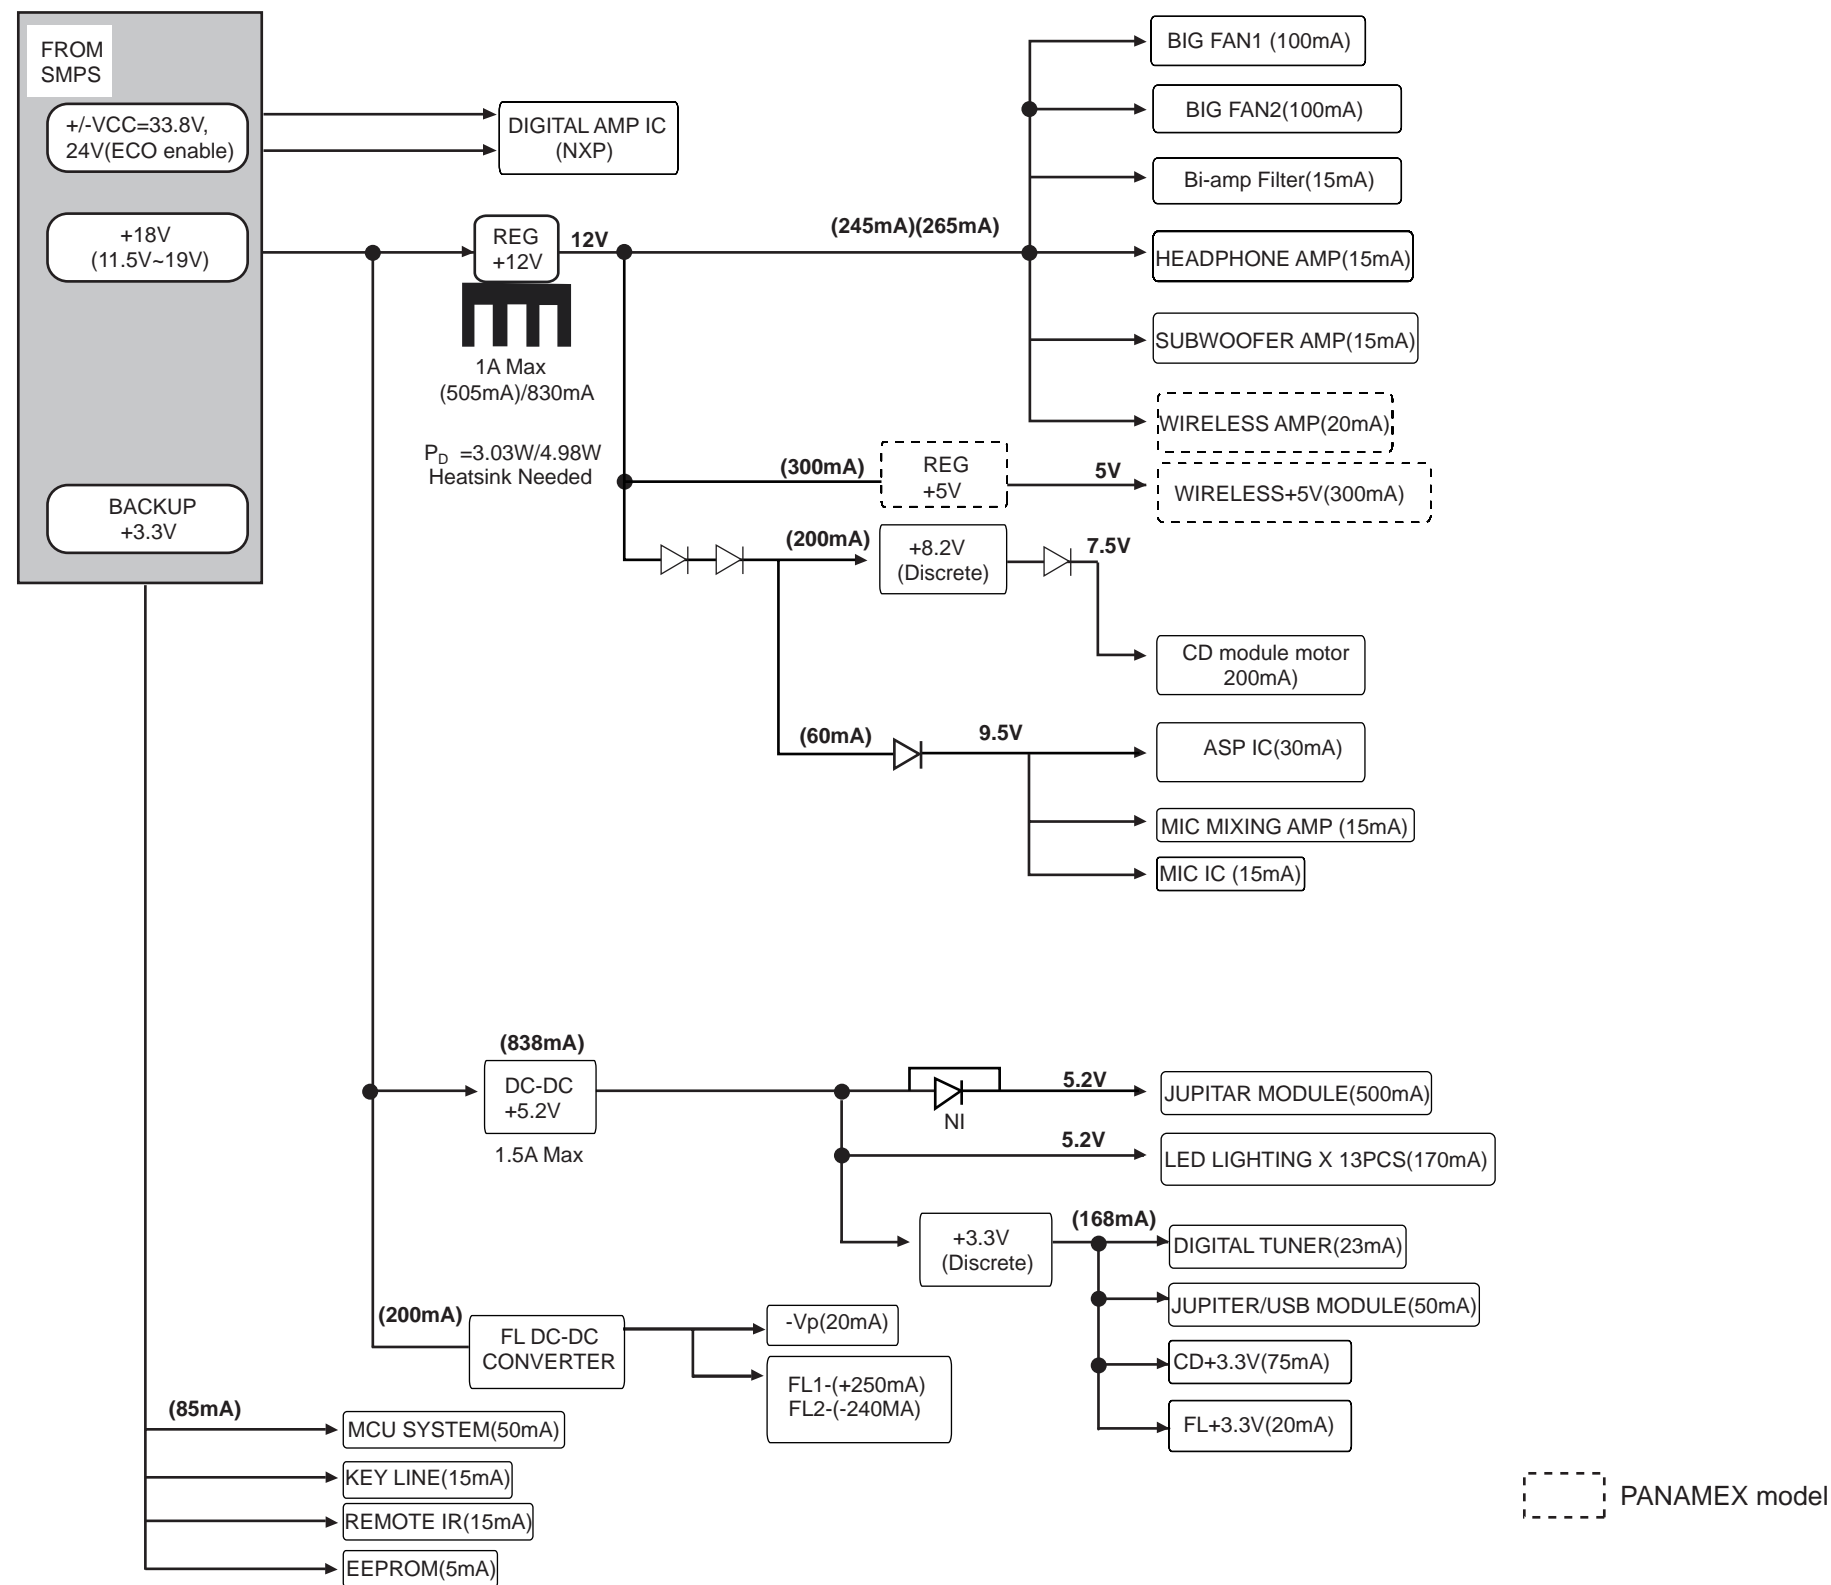 FROM
SMPS
+/-VCC=33.8V,
24V(ECO enable)
DIGITAL AMP IC
(NXP)
+18V
(11.5V~19V)
REG
+12V
12V
1A Max
(505mA)/830mA
PD =3.03W/4.98W
Heatsink Needed
BACKUP
+3.3V
(245mA)(265mA)
BIG FAN1 (100mA)
BIG FAN2(100mA)
Bi-amp Filter(15mA)
HEADPHONE AMP(15mA)
SUBWOOFER AMP(15mA)
WIRELESS AMP(20mA)
(300mA)
REG
+5V
5V
WIRELESS+5V(300mA)
(200mA)
+8.2V
(Discrete)
7.5V
CD module motor
200mA)
(60mA)
9.5V
ASP IC(30mA)
MIC MIXING AMP (15mA)
MIC IC (15mA)
(838mA)
DC-DC
+5.2V
1.5A Max
NI
5.2V
JUPITAR MODULE(500mA)
5.2V
LED LIGHTING X 13PCS(170mA)
+3.3V
(Discrete)
(168mA)
DIGITAL TUNER(23mA)
JUPITER/USB MODULE(50mA)
CD+3.3V(75mA)
FL+3.3V(20mA)
(200mA)
FL DC-DC
CONVERTER
-Vp(20mA)
FL1-(+250mA)
FL2-(-240MA)
(85mA)
MCU SYSTEM(50mA)
KEY LINE(15mA)
REMOTE IR(15mA)
EEPROM(5mA)
PANAMEX model